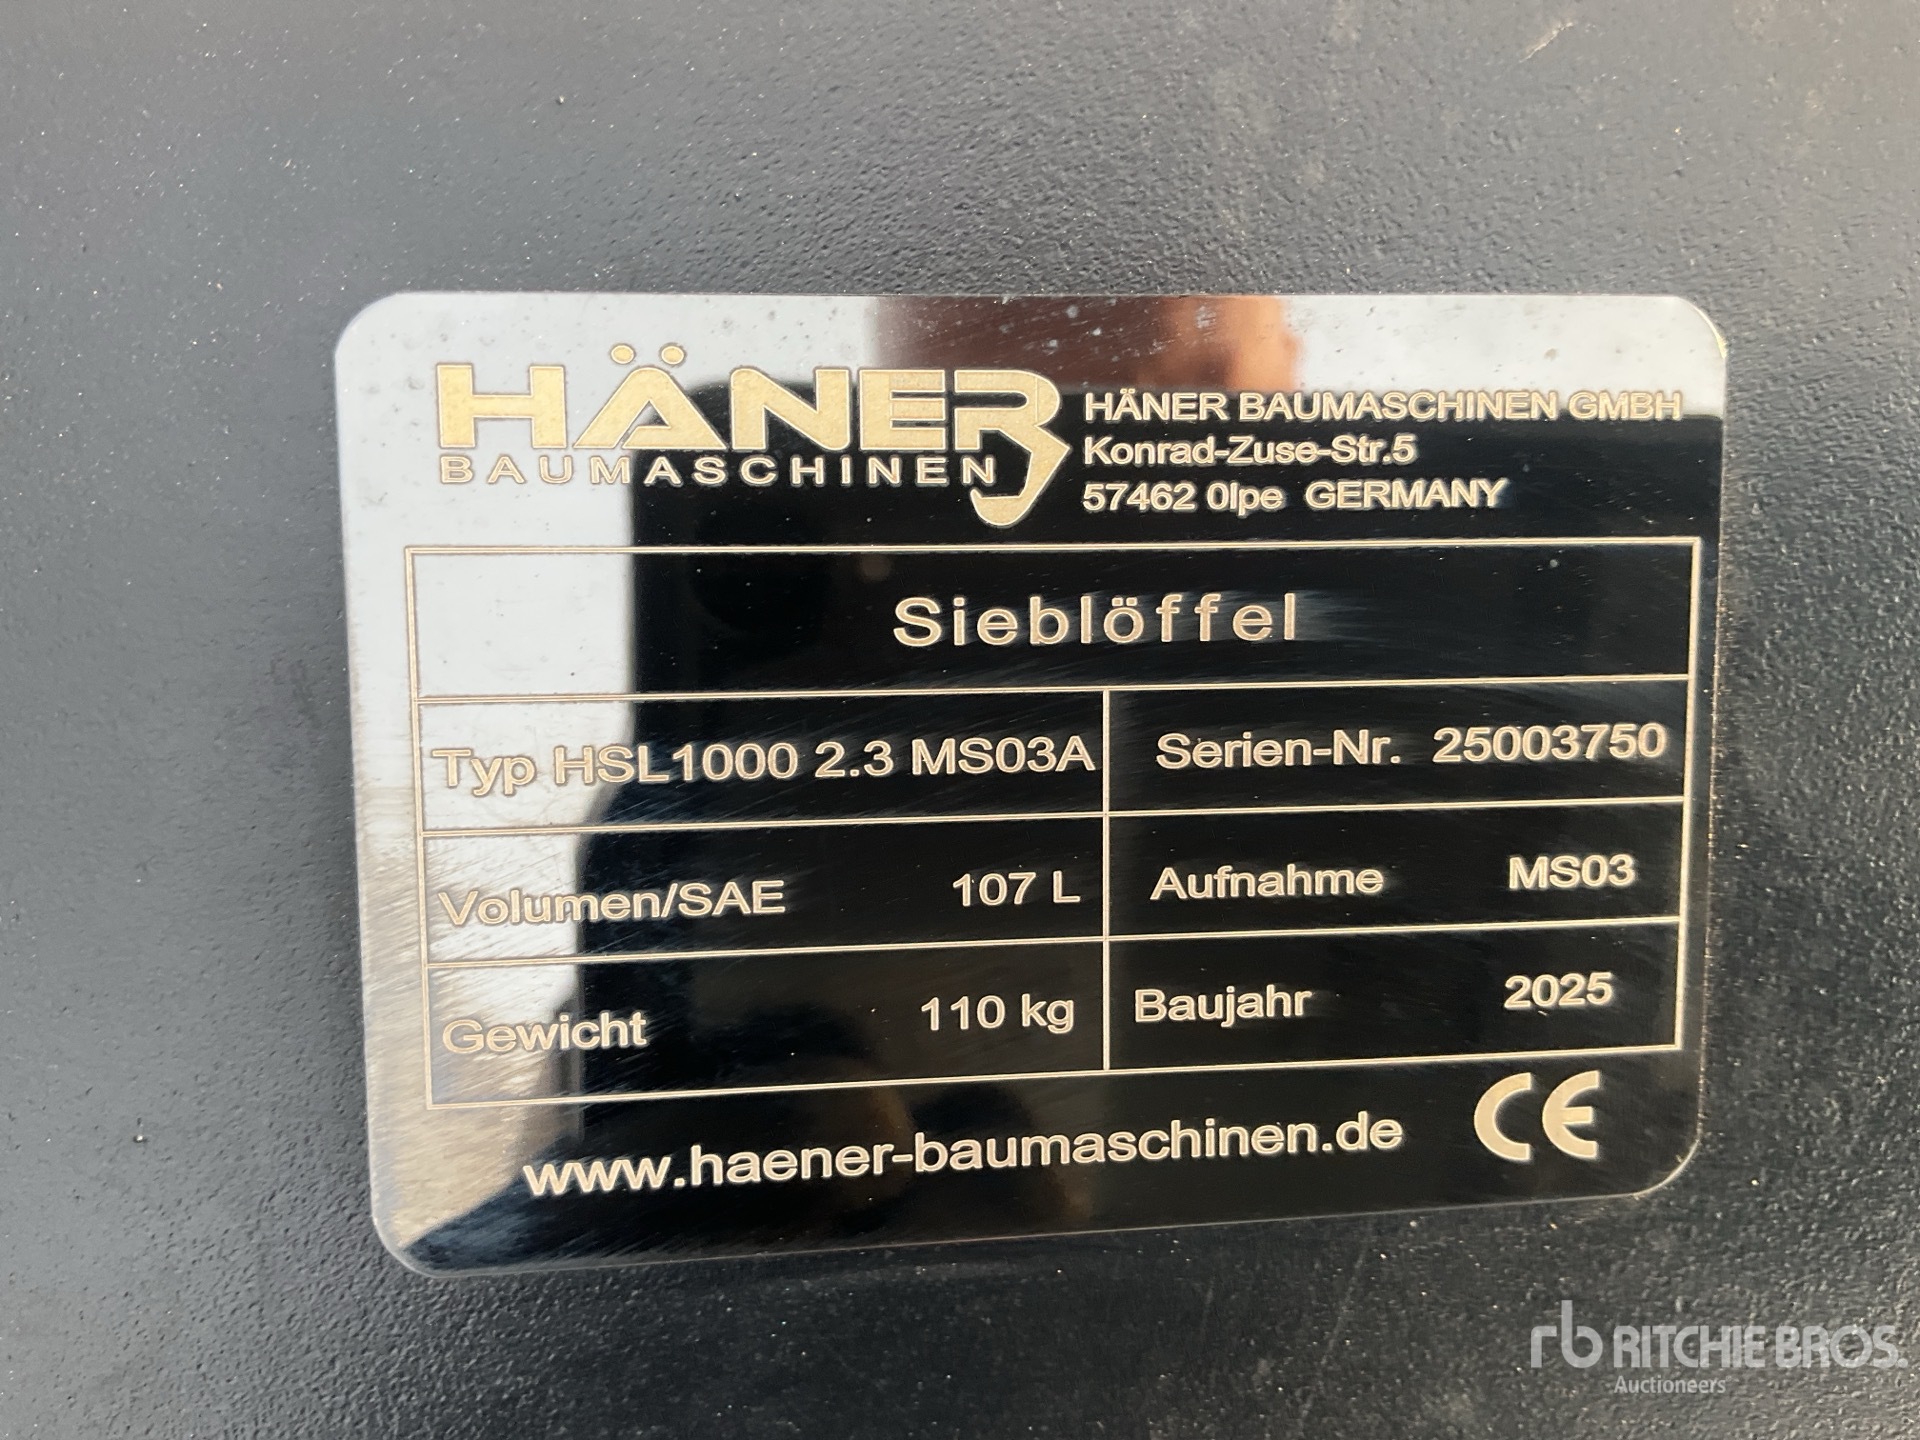 HÄNER
BAUMASCHINEN
HÄNER BAUMASCHINEN GMBH
Konrad-Zuse-Str.5
57462 Olpe GERMANY
Sieblöffel
Typ HSL1000 2.3 MS03A
Serien-Nr. 25003750
Volumen/SAE 107 L
Aufnahme MS03
Gewicht 110 kg
Baujahr 2025
www.haener-baumaschinen.de
CE
rb RITCHIE BROS.
Auctioneers